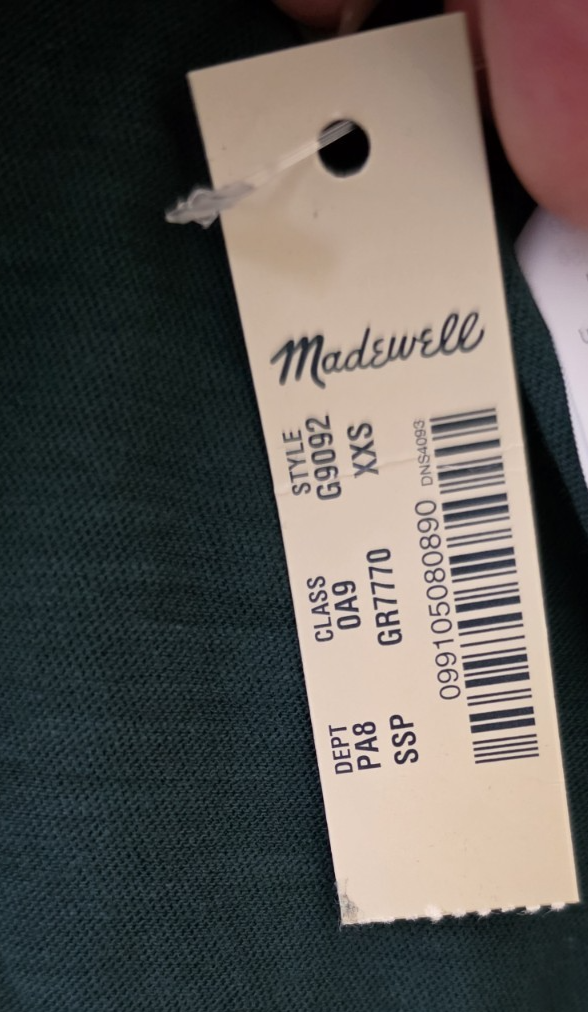 Madewell
DEPT CLASS STYLE
PA8 0A9 G9092
SSP GR7770 XXS
099105080890 DNS4093